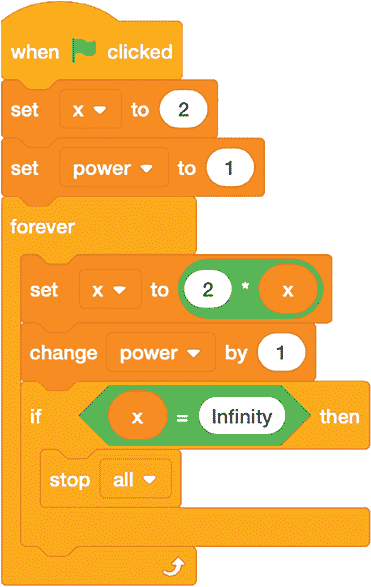 when clicked
set x to 2
set power to 1
forever
set x to 2 * x
change power by 1
if x = Infinity then
stop all